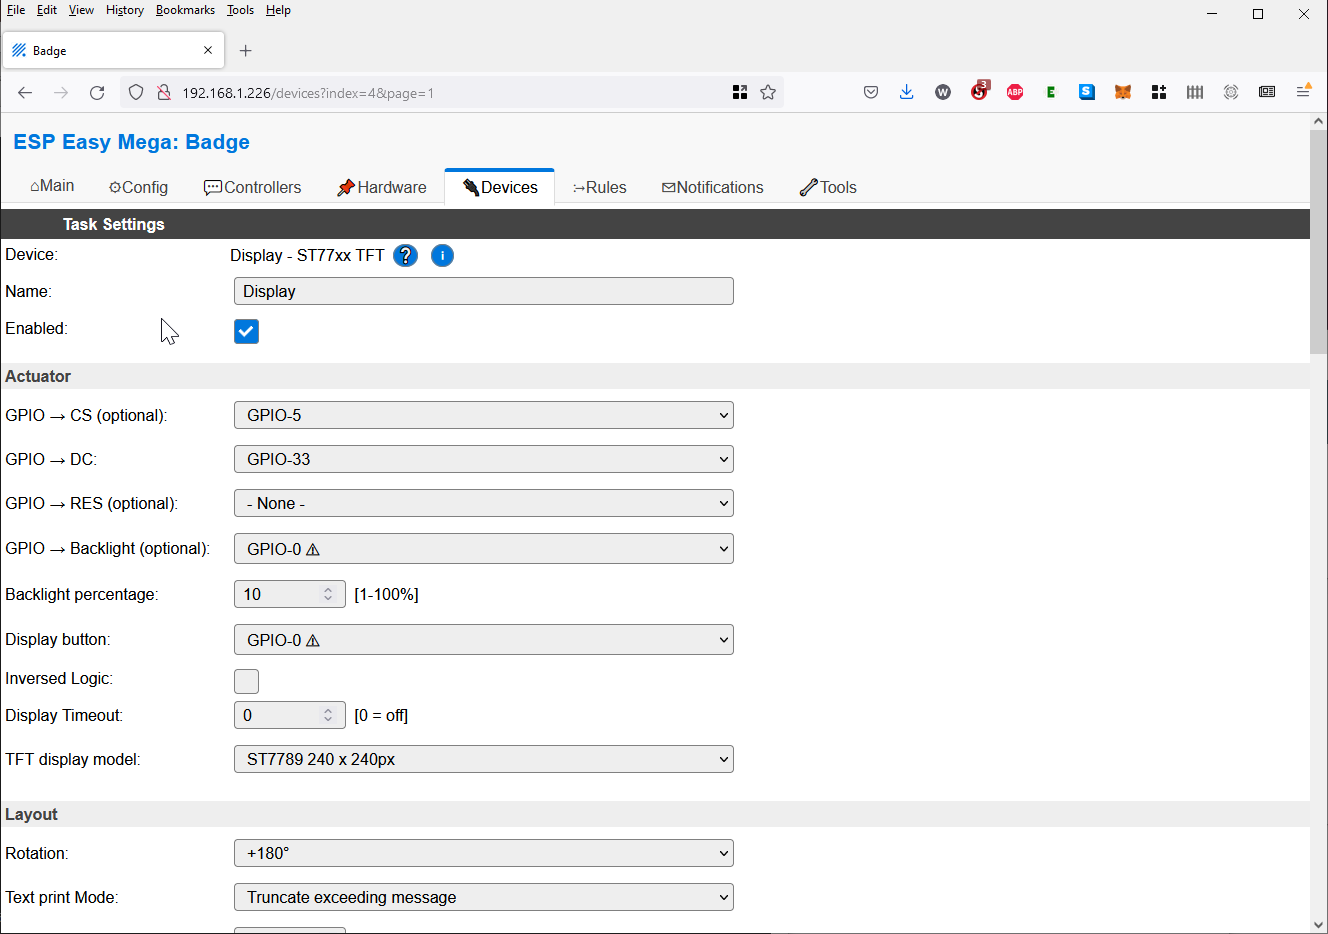 File Edit View History Bookmarks Tools Help
Badge
192.168.1.226/devices?index=4&page=1
W 3 ABP E S
ESP Easy Mega: Badge
Main Config Controllers Hardware Devices Rules Notifications Tools
Task Settings
Device: Display - ST77xx TFT ? i
Name: Display
Enabled:
Actuator
GPIO → CS (optional): GPIO-5
GPIO → DC: GPIO-33
GPIO → RES (optional): - None -
GPIO → Backlight (optional): GPIO-0 ⚠
Backlight percentage: 10 [1-100%]
Display button: GPIO-0 ⚠
Inversed Logic:
Display Timeout: 0 [0 = off]
TFT display model: ST7789 240 x 240px
Layout
Rotation: +180°
Text print Mode: Truncate exceeding message